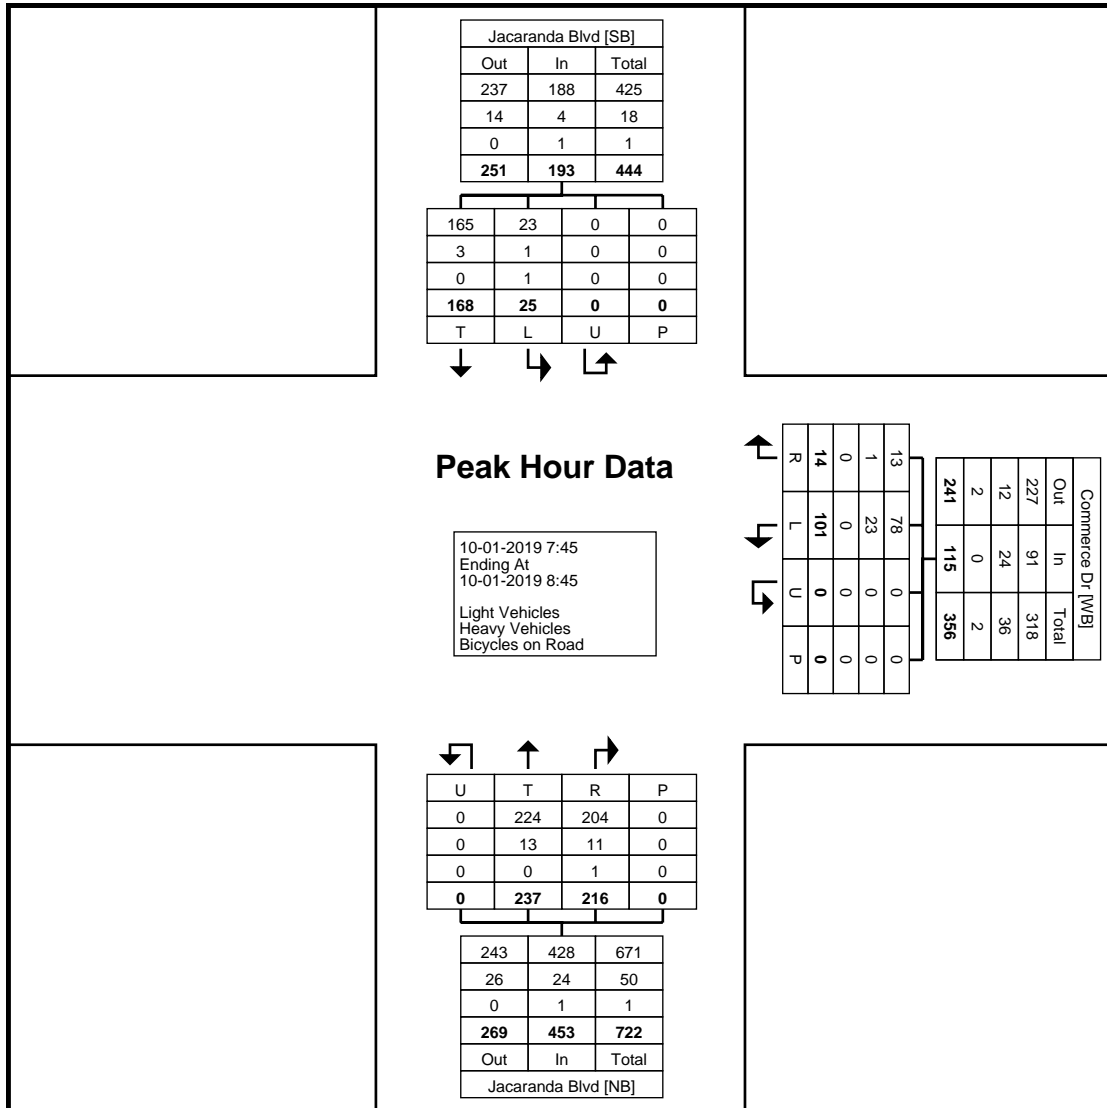 Jacaranda Blvd [SB]
Out In Total
237 188 425
14 4 18
0 1 1
251 193 444
165 23 0 0
3 1 0 0
0 1 0 0
168 25 0 0
T L U P
Peak Hour Data
10-01-2019 7:45
Ending At
10-01-2019 8:45
Light Vehicles
Heavy Vehicles
Bicycles on Road
Commerce Dr [WB]
Out In Total
227 91 318
12 24 36
2 0 2
241 115 356
13 78 0 0
1 23 0 0
0 0 0 0
14 101 0 0
R L U P
U T R P
0 224 204 0
0 13 11 0
0 0 1 0
0 237 216 0
243 428 671
26 24 50
0 1 1
269 453 722
Out In Total
Jacaranda Blvd [NB]